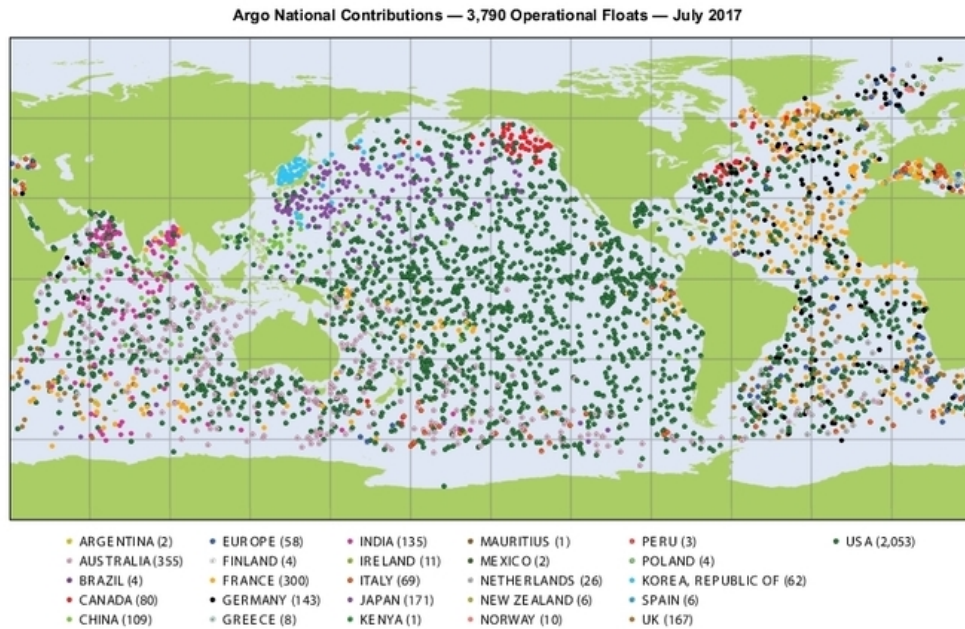 Argo National Contributions — 3,790 Operational Floats — July 2017
ARGENTINA (2)
AUSTRALIA (355)
BRAZIL (4)
CANADA (80)
CHINA (109)
EUROPE (58)
FINLAND (4)
FRANCE (300)
GERMANY (143)
GREECE (8)
INDIA (135)
IRELAND (11)
ITALY (69)
JAPAN (171)
KENYA (1)
MAURITIUS (1)
MEXICO (2)
NETHERLANDS (26)
NEW ZEALAND (6)
NORWAY (10)
PERU (3)
POLAND (4)
KOREA, REPUBLIC OF (62)
SPAIN (6)
UK (167)
USA (2,053)